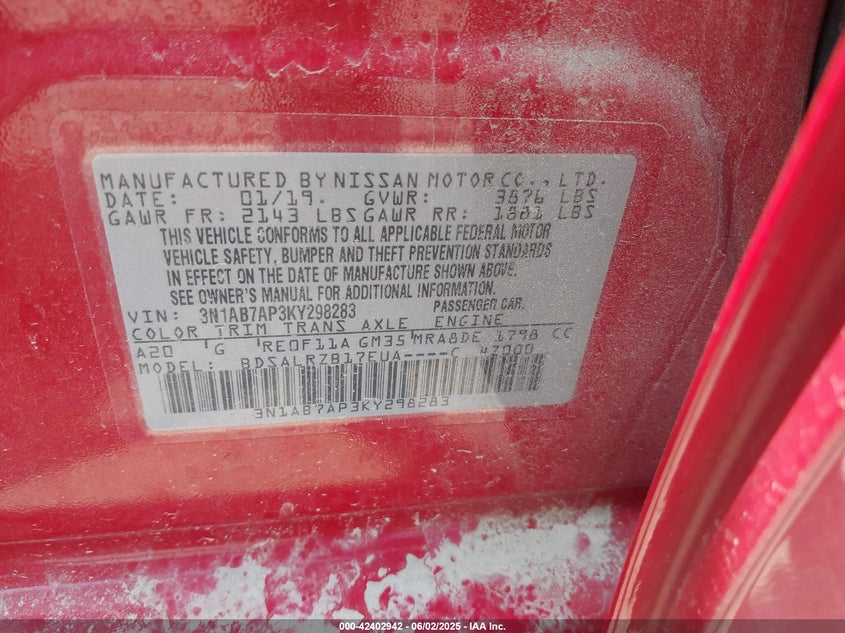 MANUFACTURED BY NISSAN MOTOR CO., LTD.
DATE: 01/19. GVWR: 3676 LBS
GAWR FR: 2143 LBS GAWR RR: 1881 LBS
THIS VEHICLE CONFORMS TO ALL APPLICABLE FEDERAL MOTOR
VEHICLE SAFETY, BUMPER AND THEFT PREVENTION STANDARDS
IN EFFECT ON THE DATE OF MANUFACTURE SHOWN ABOVE.
SEE OWNER'S MANUAL FOR ADDITIONAL INFORMATION.
VIN: 3N1AB7AP3KY298283 PASSENGER CAR.
COLOR TRIM TRANS AXLE ENGINE
A20 'G 'RE0F11A GM35 MRA8DE 1798 CC
MODEL: BDSALRZB17EUA----C 47000
3N1AB7AP3KY298283
000-42402942 - 06/02/2025 - IAA Inc.